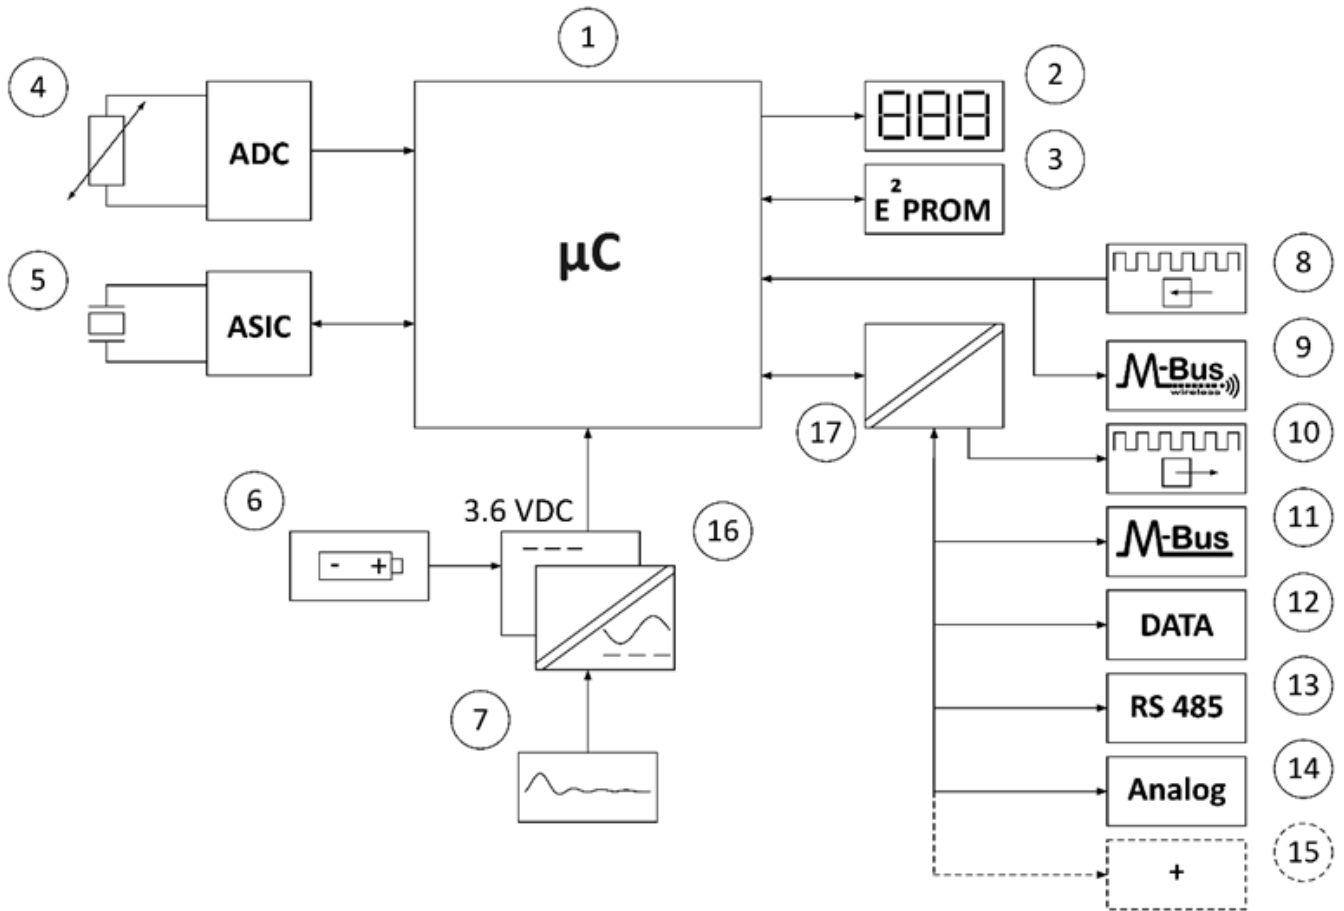 1
2
4
ADC
3
E²PROM
µC
5
ASIC
8
9
M-Bus
wireless
17
10
6
3.6 VDC
16
11
M-Bus
- +
12
DATA
7
13
RS 485
14
Analog
15
+